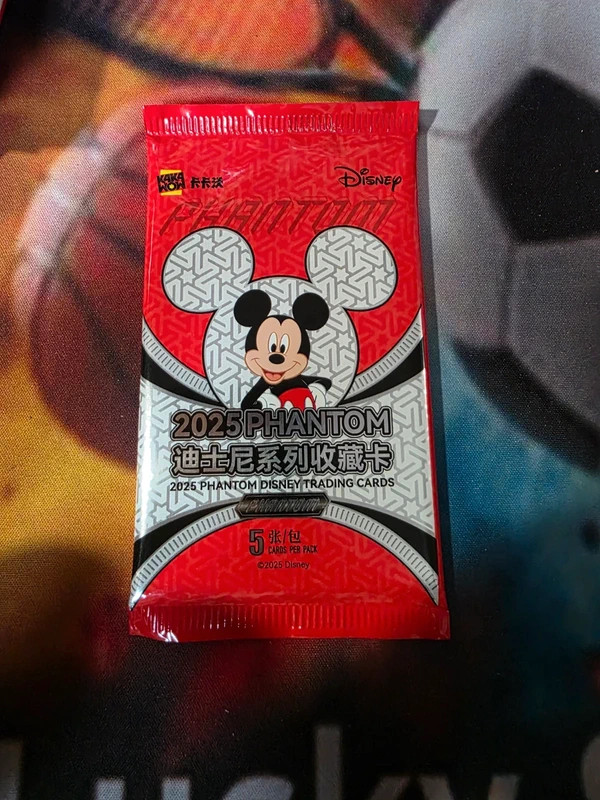 KAKAWOW 卡卡沃
Disney
PHANTOM
2025 PHANTOM
迪士尼系列收藏卡
2025 PHANTOM DISNEY TRADING CARDS
PHANTOM
5 张/包
CARDS PER PACK
©2025 Disney
Lucky